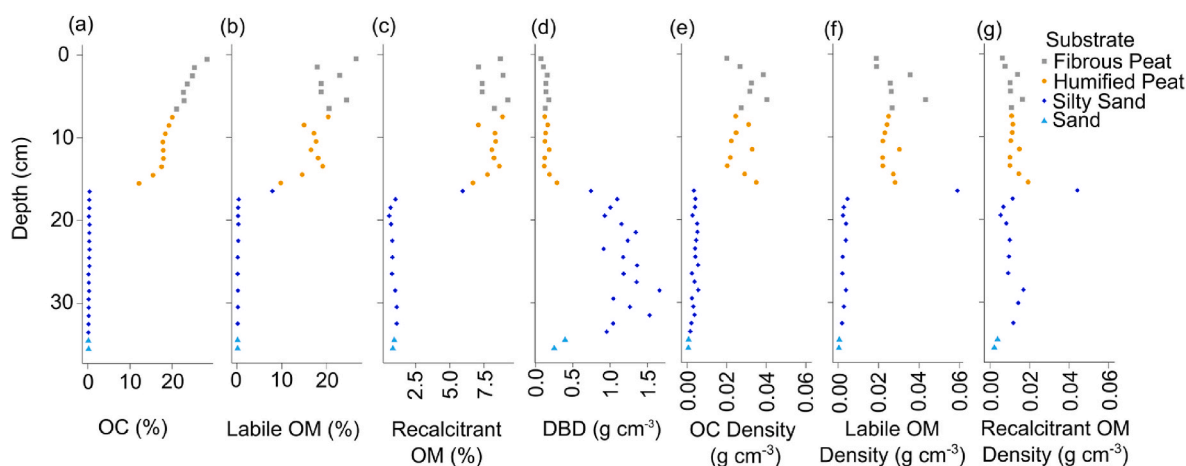 (a) (b) (c) (d) (e) (f) (g)
Substrate
Fibrous Peat
Humified Peat
Silty Sand
Sand
Depth (cm)
0
10
20
30
0 20
0 20
2.5 7.5
0.0 0.5 1.0 1.5
0.00 0.02 0.04 0.06
0.00 0.02 0.04 0.06
0.00 0.02 0.04 0.06
OC (%)
Labile OM (%)
Recalcitrant
OM (%)
DBD (g cm⁻³)
OC Density
(g cm⁻³)
Labile OM
Density (g cm⁻³)
Recalcitrant OM
Density (g cm⁻³)